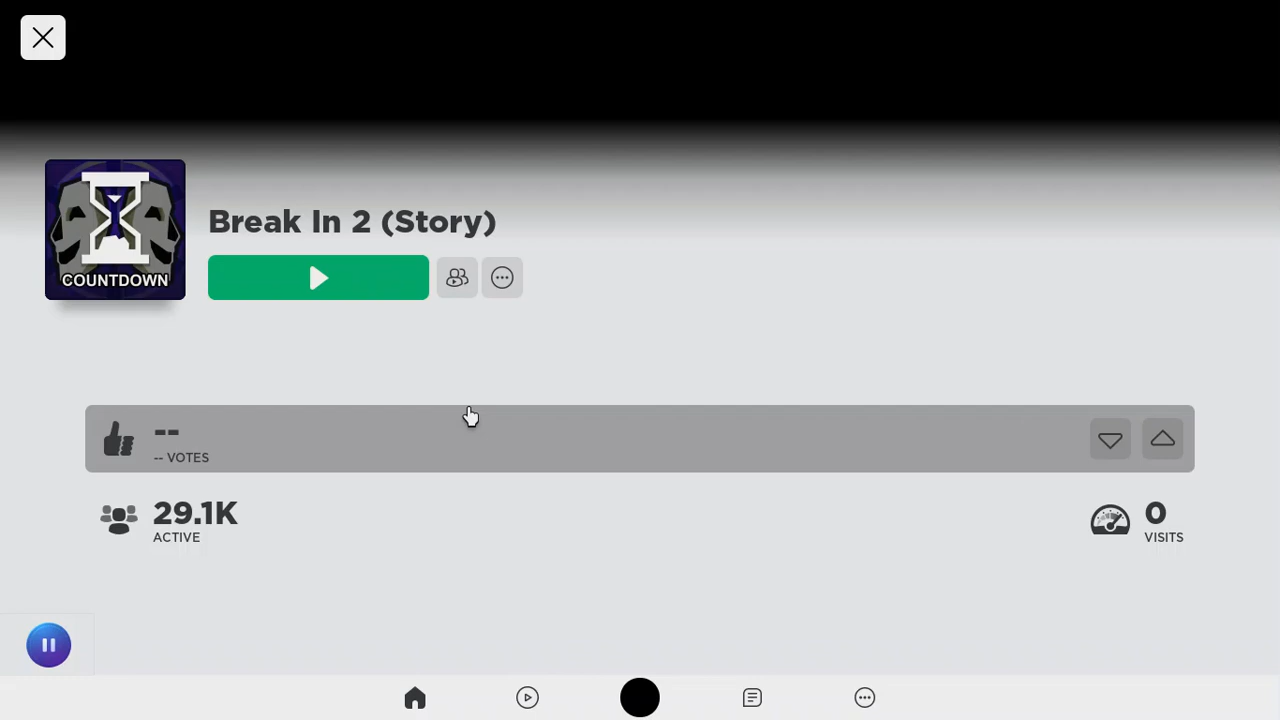 Break In 2 (Story)
COUNTDOWN
--
-- VOTES
29.1K
ACTIVE
0
VISITS